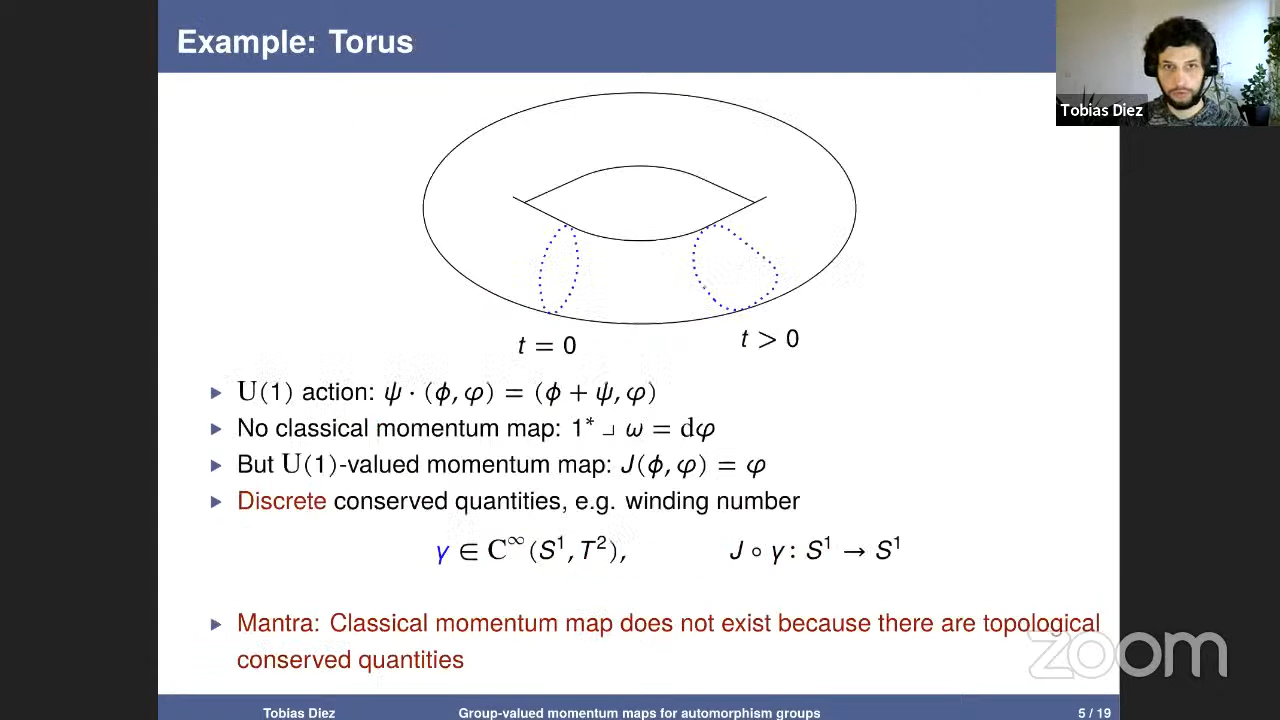 Example: Torus
Tobias Diez
t = 0
t > 0
▸ U(1) action: ψ · (ϕ, φ) = (ϕ + ψ, φ)
▸ No classical momentum map: 1* ⌟ ω = dφ
▸ But U(1)-valued momentum map: J(ϕ, φ) = φ
▸ Discrete conserved quantities, e.g. winding number
γ ∈ C^∞(S¹, T²), J ∘ γ : S¹ → S¹
▸ Mantra: Classical momentum map does not exist because there are topological
conserved quantities
zoom
Tobias Diez Group-valued momentum maps for automorphism groups 5 / 19